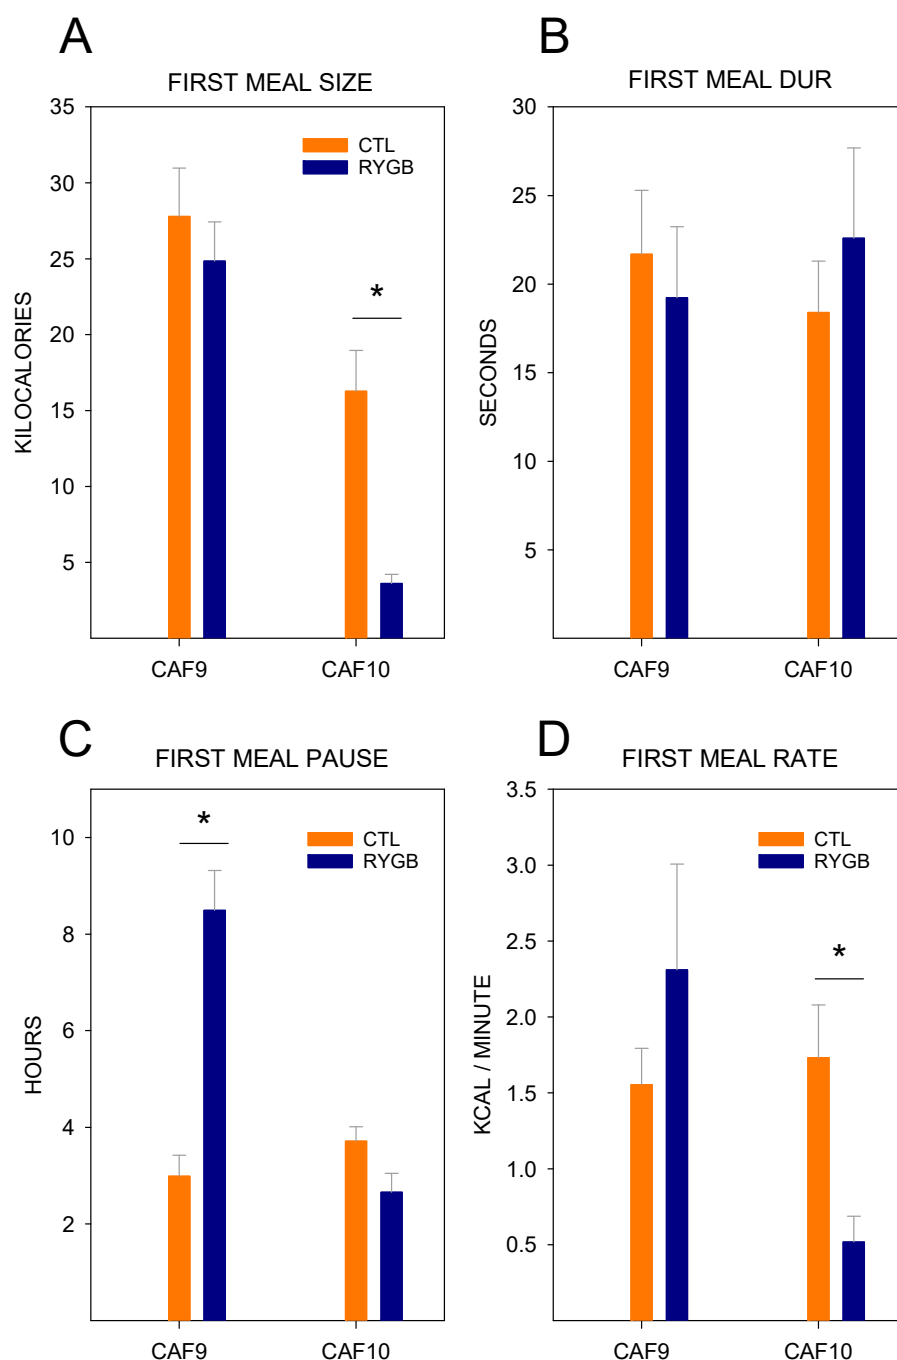 A
FIRST MEAL SIZE
35
30
25
20
15
10
5
KILOCALORIES
CTL
RYGB
*
CAF9
CAF10
B
FIRST MEAL DUR
30
25
20
15
10
5
SECONDS
CAF9
CAF10
C
FIRST MEAL PAUSE
10
8
6
4
2
HOURS
*
CTL
RYGB
CAF9
CAF10
D
FIRST MEAL RATE
3.5
3.0
2.5
2.0
1.5
1.0
0.5
KCAL / MINUTE
CTL
RYGB
*
CAF9
CAF10